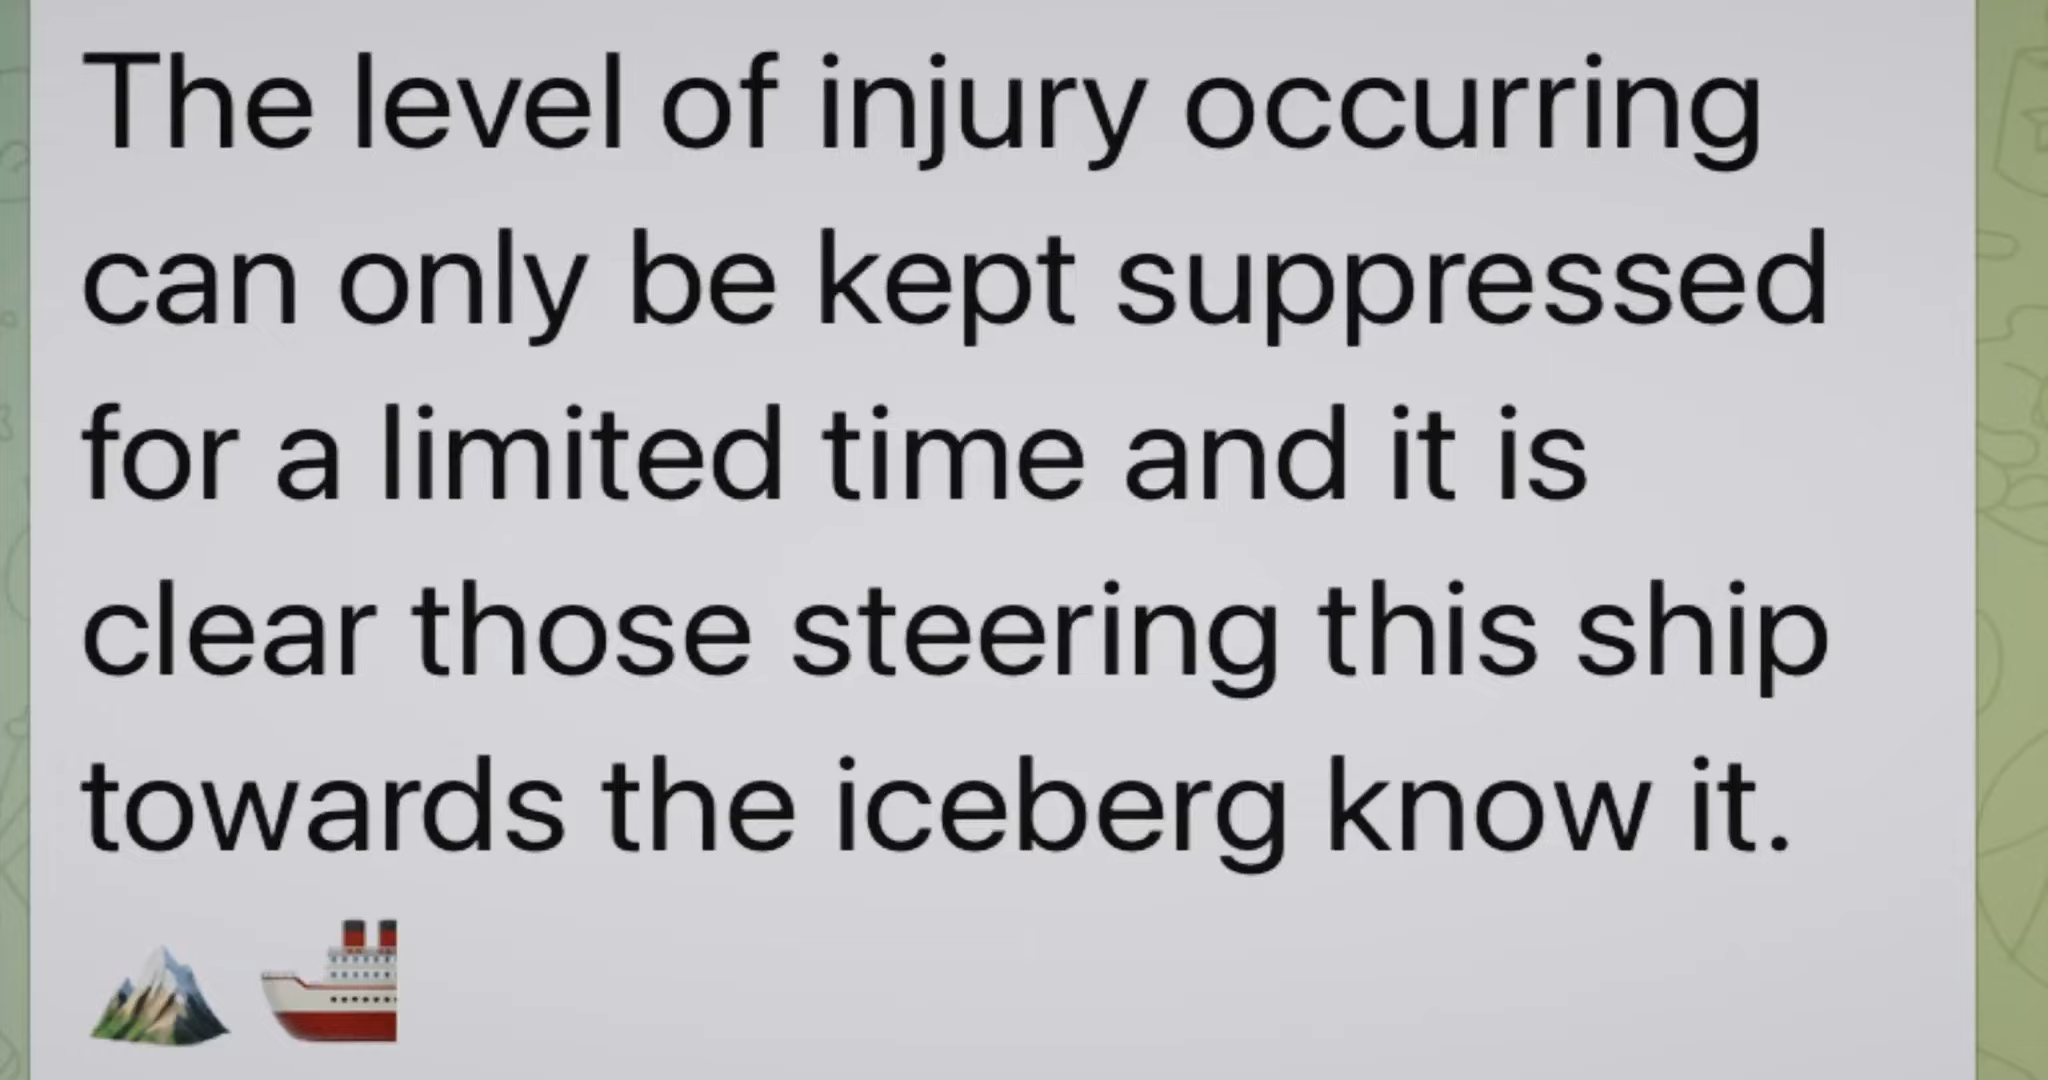 The level of injury occurring
can only be kept suppressed
for a limited time and it is
clear those steering this ship
towards the iceberg know it.